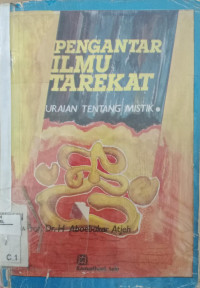 PENGANTAR
ILMU
TAREKAT
URAIAN TENTANG MISTIK
Dr. H. Aboebakar Atjeh
C.1